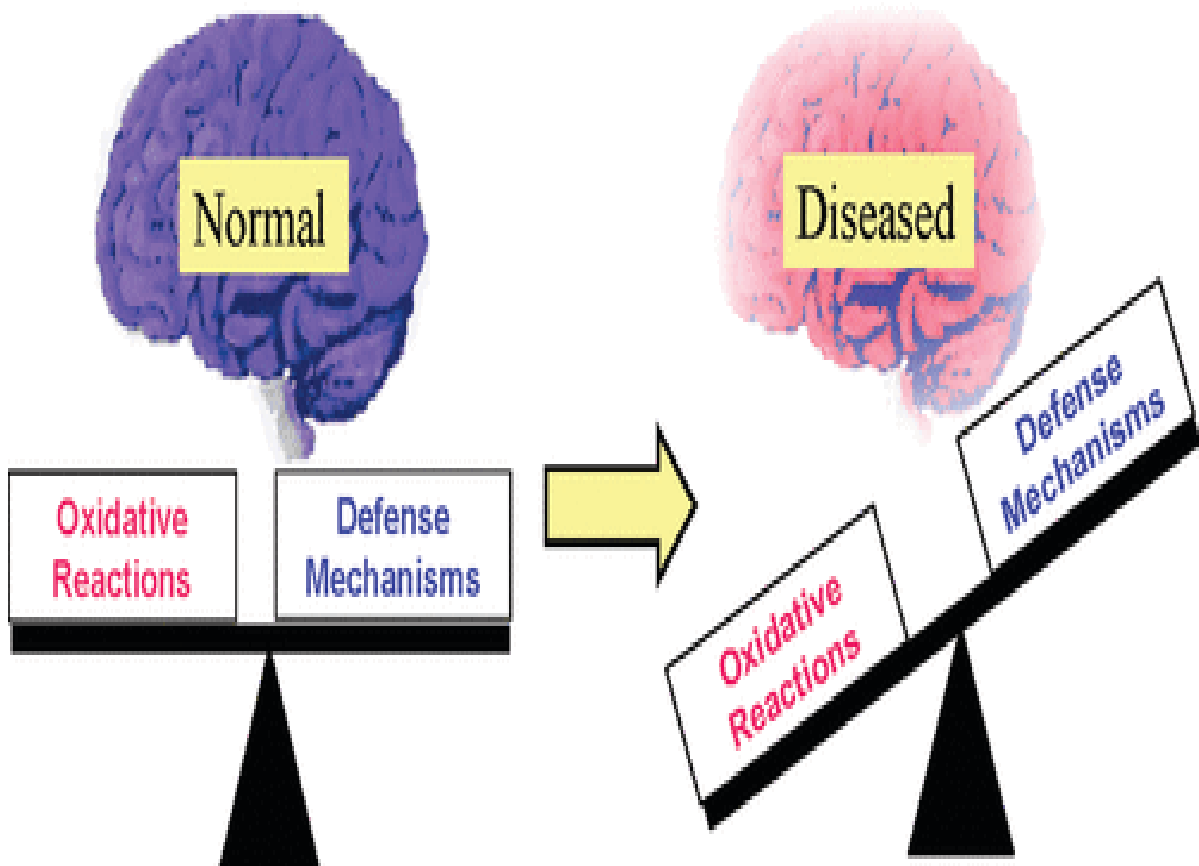 Normal
Diseased
Oxidative
Reactions
Defense
Mechanisms
Oxidative
Reactions
Defense
Mechanisms